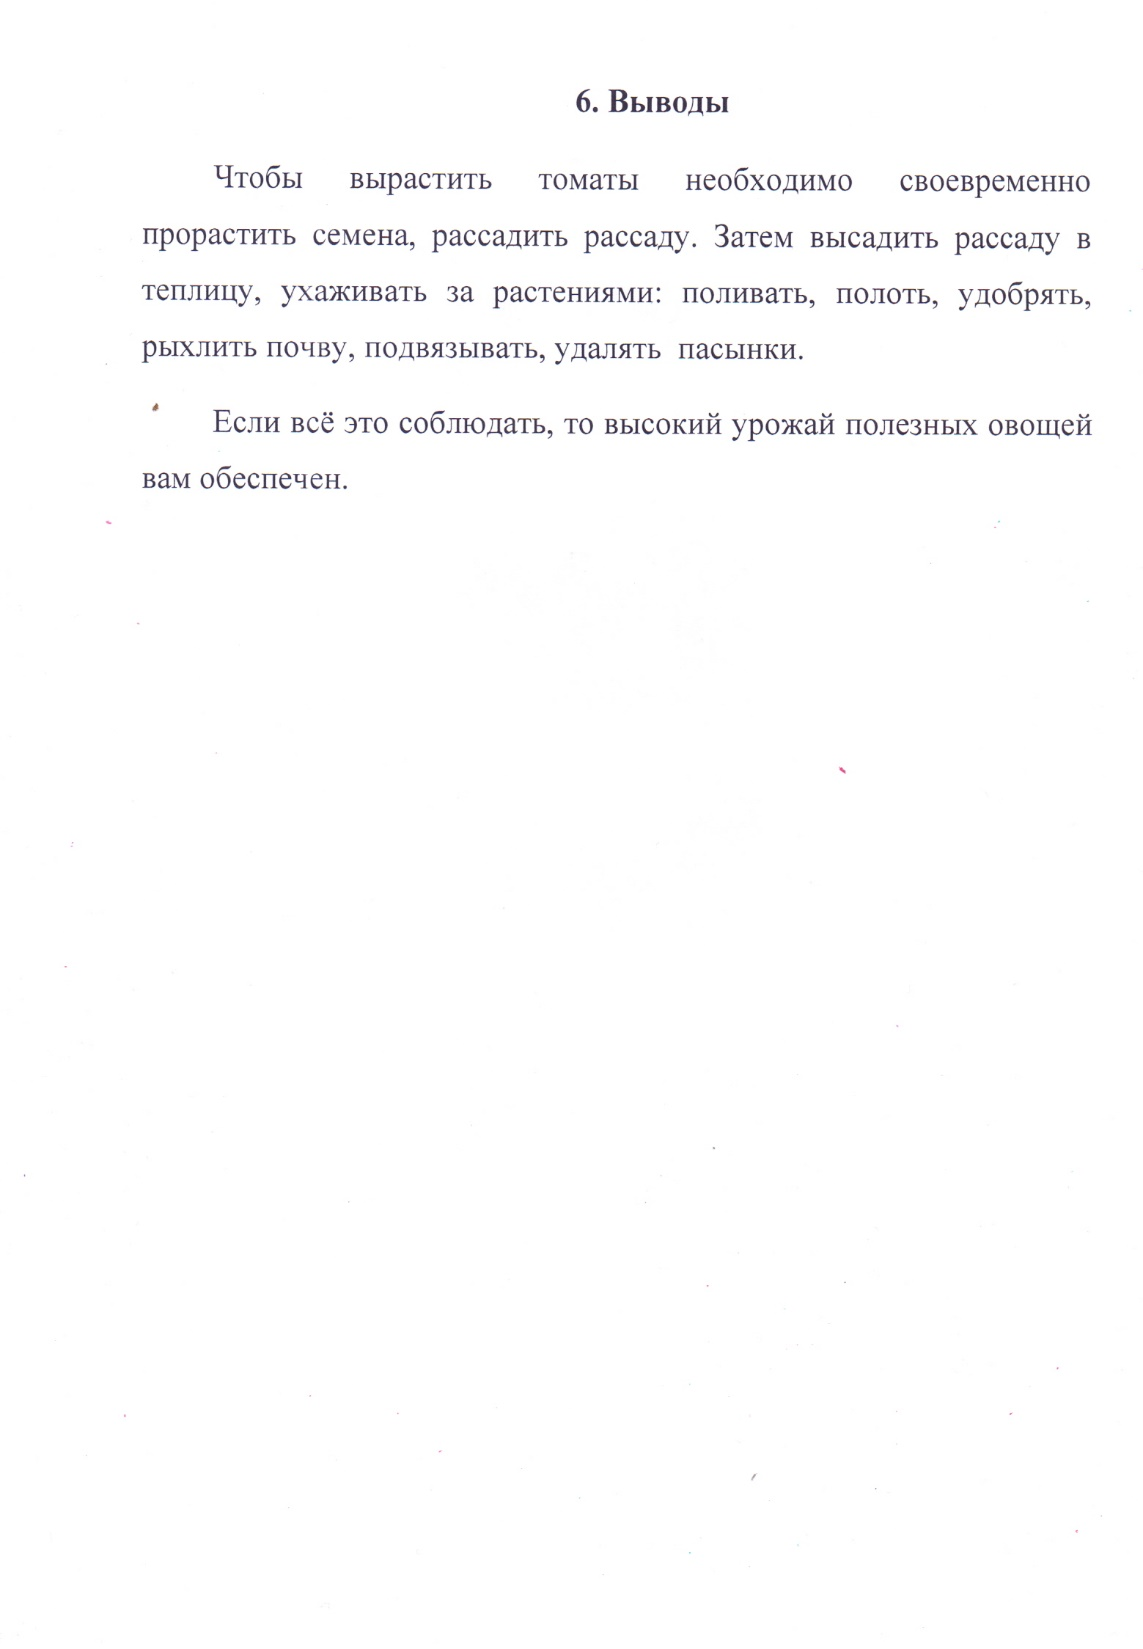 6. Выводы
Чтобы вырастить томаты необходимо своевременно
прорастить семена, рассадить рассаду. Затем высадить рассаду в
теплицу, ухаживать за растениями: поливать, полоть, удобрять,
рыхлить почву, подвязывать, удалять пасынки.
Если всё это соблюдать, то высокий урожай полезных овощей
вам обеспечен.